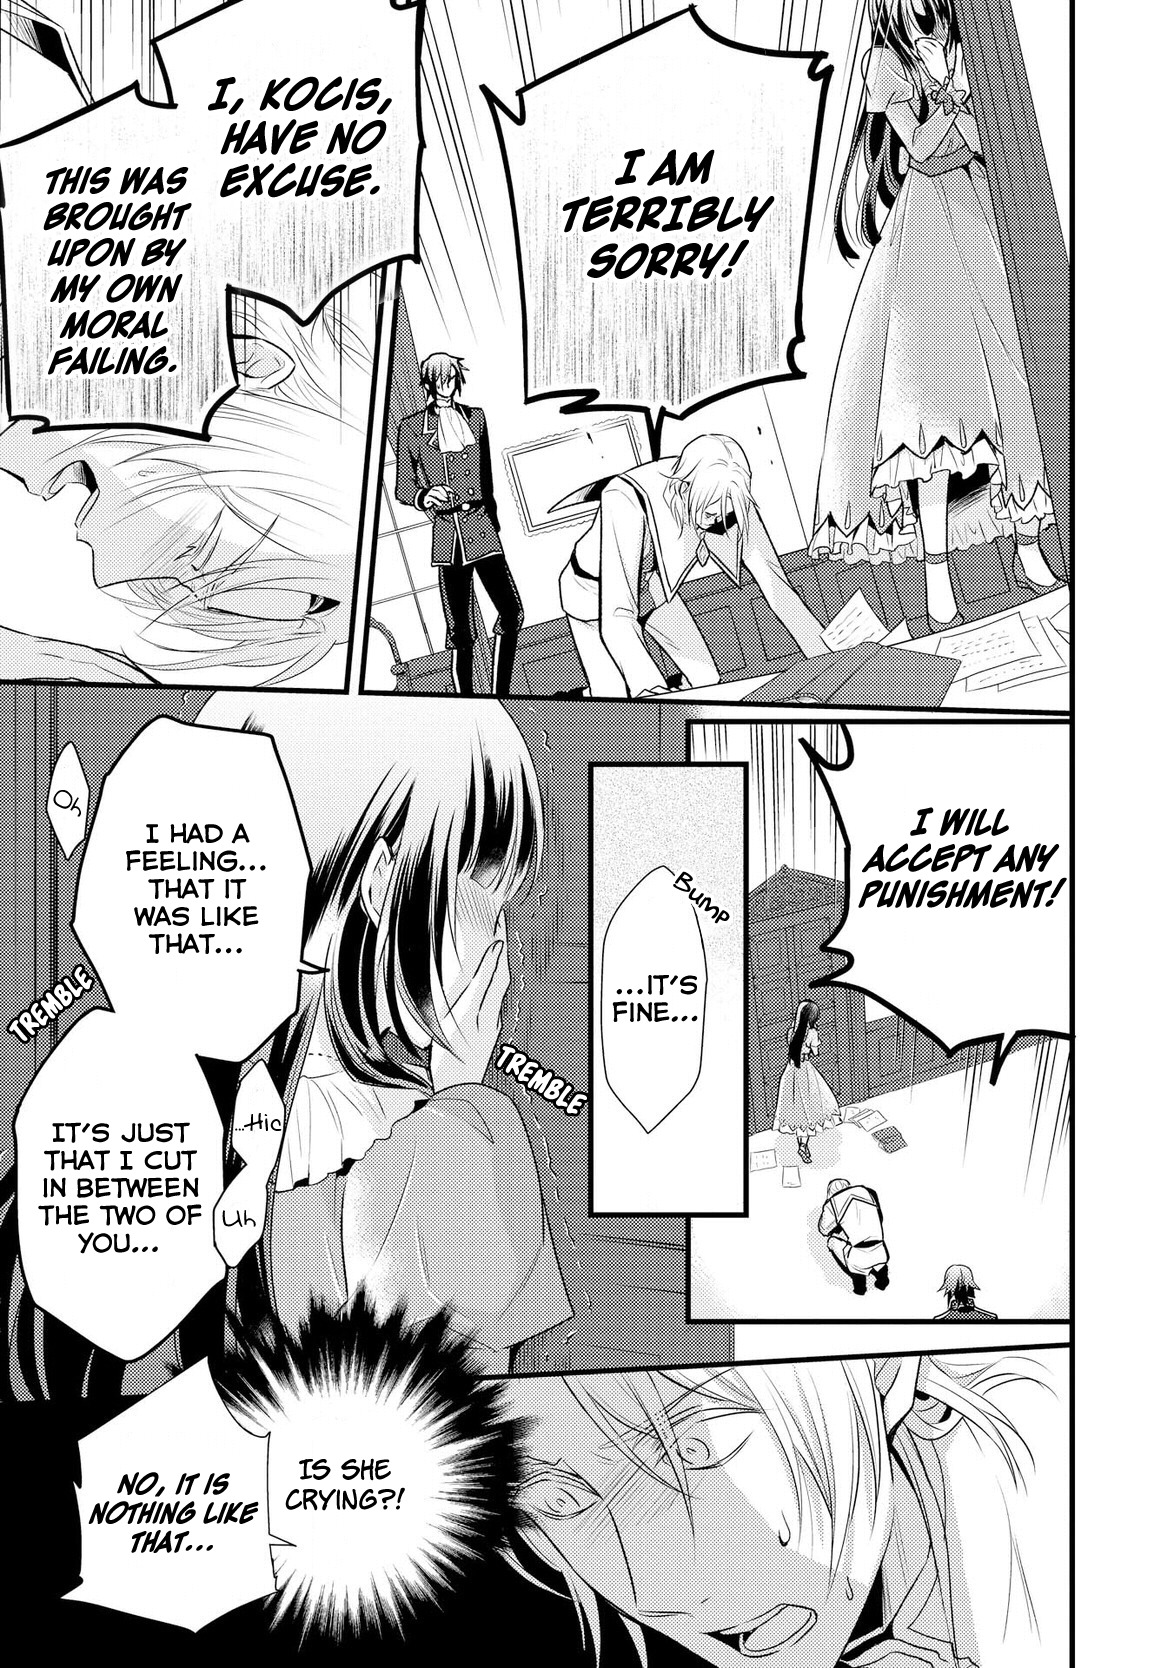 I AM
TERRIBLY
SORRY!
I, KOCIS,
HAVE NO
EXCUSE.
THIS WAS
BROUGHT
UPON BY
MY OWN
MORAL
FAILING.
I WILL
ACCEPT ANY
PUNISHMENT!
Bump
...IT'S
FINE...
Oh
I HAD A
FEELING...
THAT IT
WAS LIKE
THAT...
TREMBLE
TREMBLE
...Hic
Uh
IT'S JUST
THAT I CUT
IN BETWEEN
THE TWO OF
YOU...
IS SHE
CRYING?!
NO, IT IS
NOTHING LIKE
THAT...